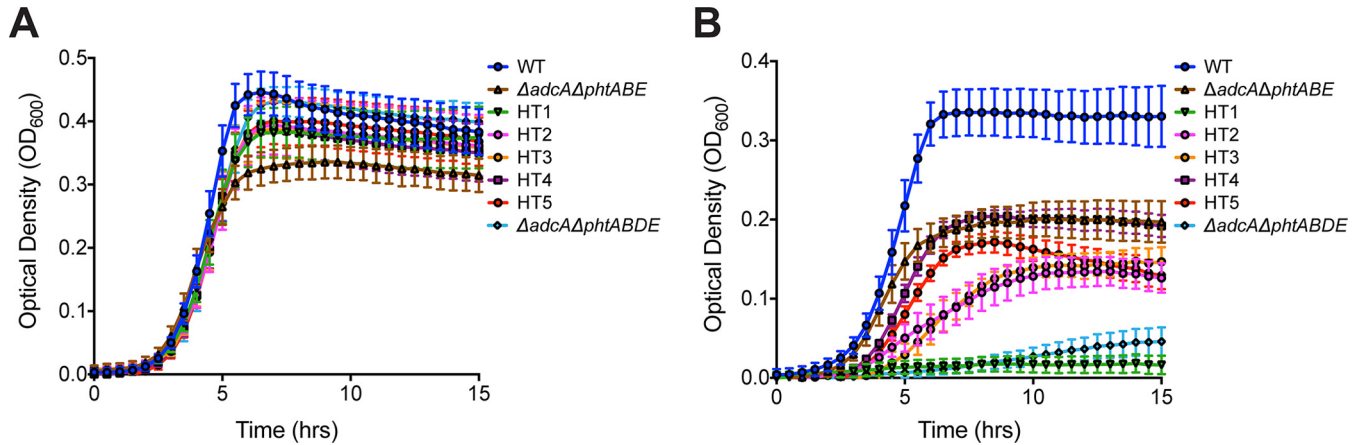 A
B
0.5
0.4
0.3
0.2
0.1
0.0
Optical Density (OD600)
0
5
10
15
Time (hrs)
WT
ΔadcAΔphtABE
HT1
HT2
HT3
HT4
HT5
ΔadcAΔphtABDE
0.4
0.3
0.2
0.1
0.0
Optical Density (OD600)
0
5
10
15
Time (hrs)
WT
ΔadcAΔphtABE
HT1
HT2
HT3
HT4
HT5
ΔadcAΔphtABDE